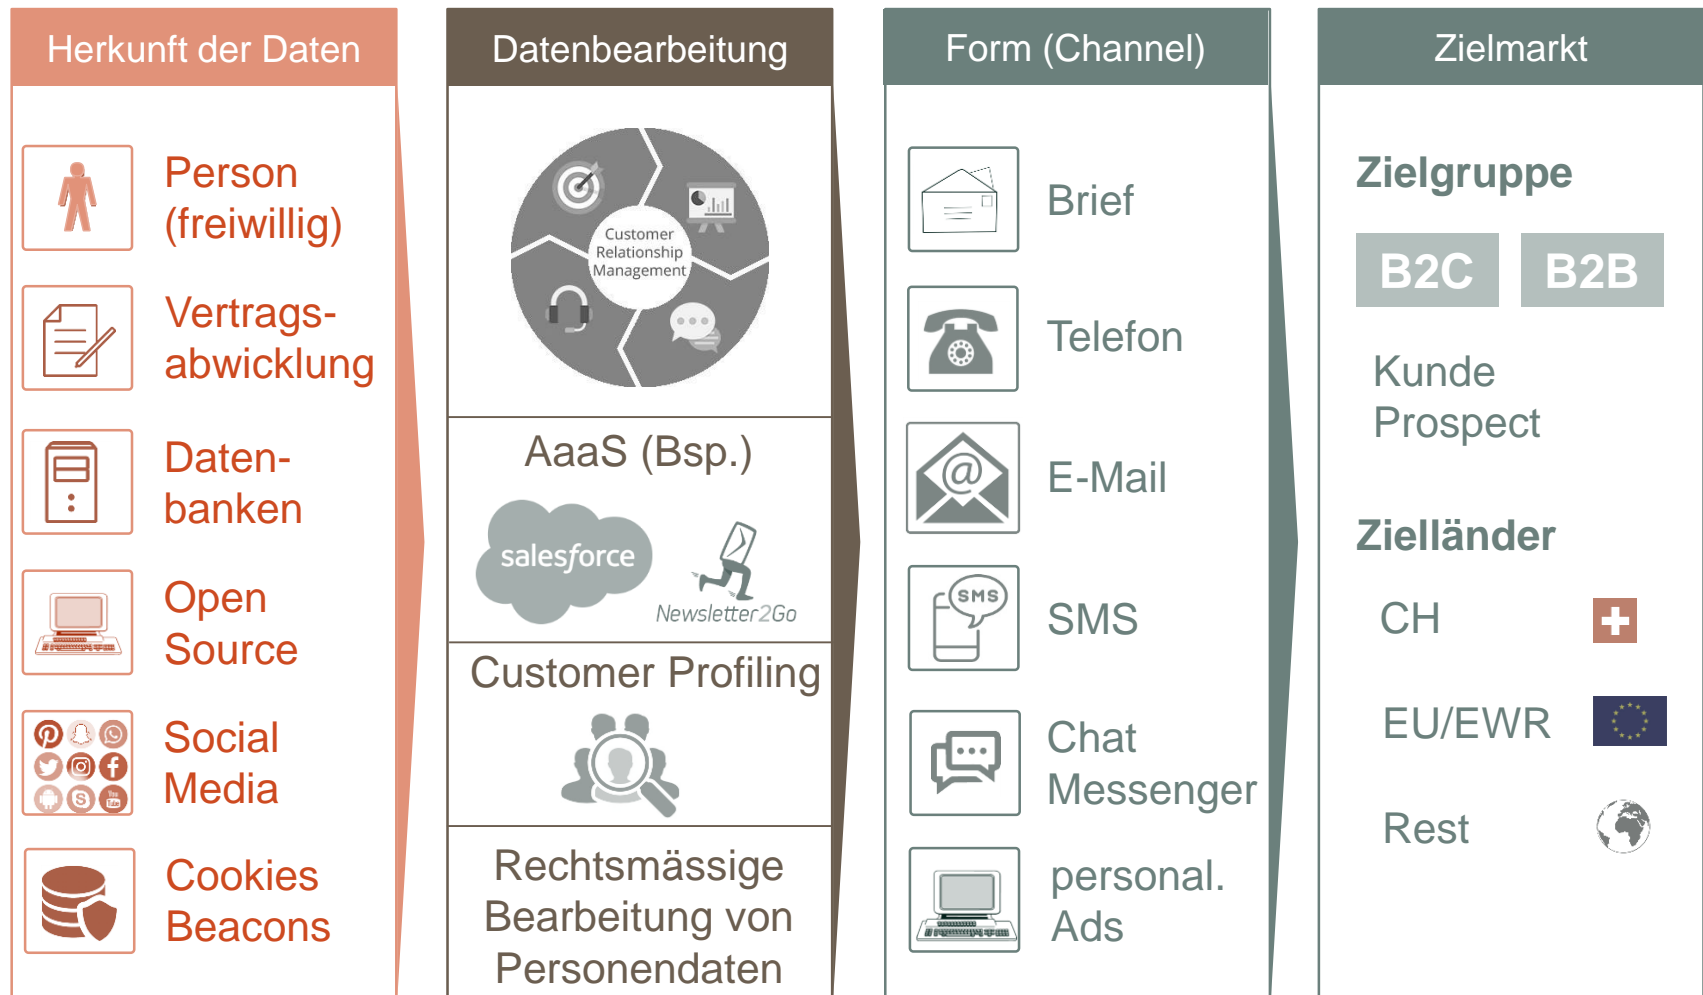 Herkunft der Daten
Person
(freiwillig)
Vertrags-
abwicklung
Daten-
banken
Open
Source
Social
Media
You
Tube
Cookies
Beacons
Datenbearbeitung
Customer
Relationship
Management
AaaS (Bsp.)
salesforce
Newsletter2Go
Customer Profiling
Rechtsmässige
Bearbeitung von
Personendaten
Form (Channel)
Brief
Telefon
@
E-Mail
SMS
SMS
Chat
Messenger
personal.
Ads
Zielmarkt
Zielgruppe
B2C B2B
Kunde
Prospect
Zielländer
CH
EU/EWR
Rest